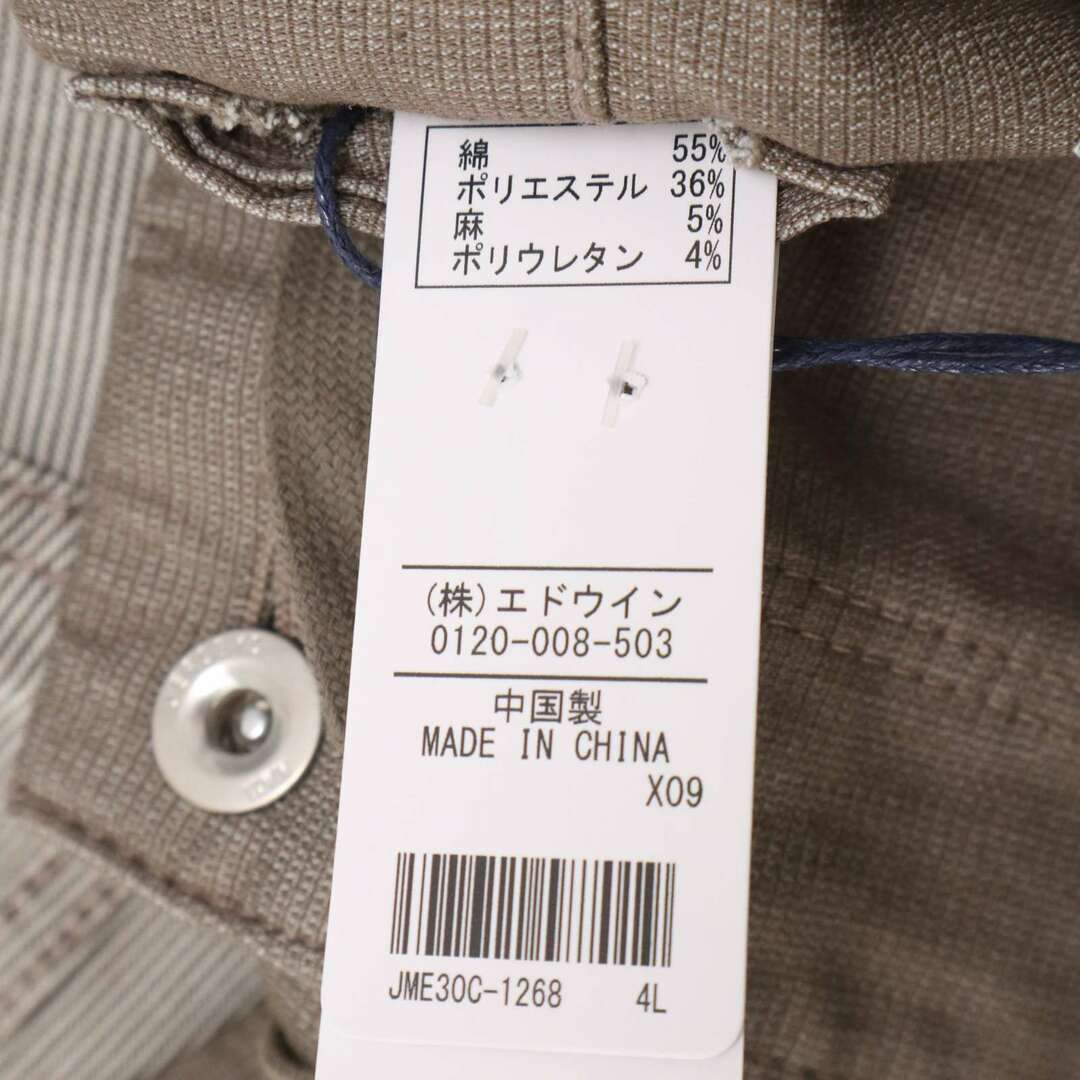 綿 55%
ポリエステル 36%
麻 5%
ポリウレタン 4%
(株)エドウイン
0120-008-503
中国製
MADE IN CHINA
X09
JME30C-1268 4L